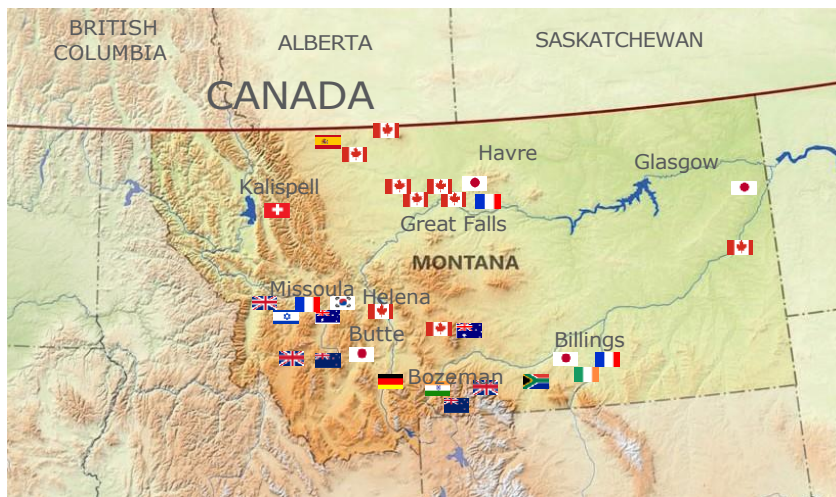 BRITISH
COLUMBIA
ALBERTA
SASKATCHEWAN
CANADA
Havre
Glasgow
Kalispell
Great Falls
MONTANA
Missoula
Helena
Butte
Billings
Bozeman